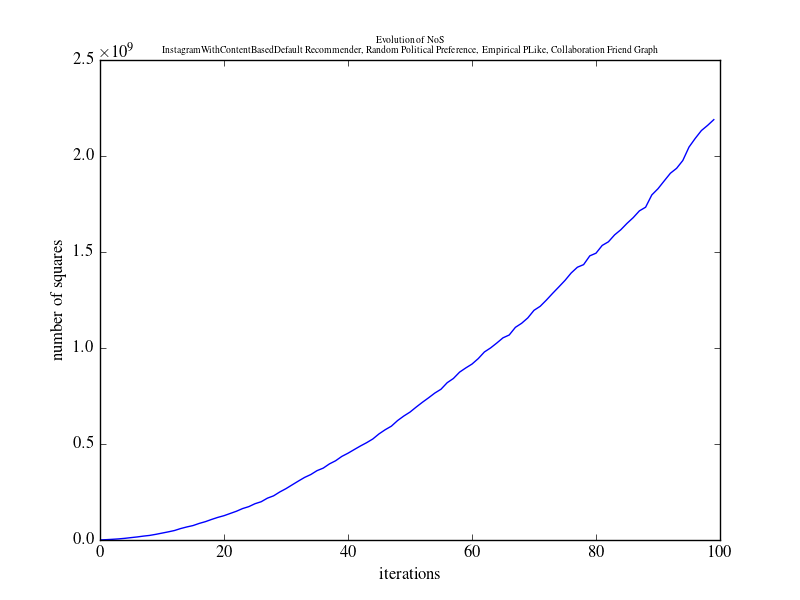 Evolution of NoS
InstagramWithContentBasedDefault Recommender, Random Political Preference, Empirical PLike, Collaboration Friend Graph
×10⁹
2.5
2.0
1.5
1.0
0.5
0.0
number of squares
0 20 40 60 80 100
iterations